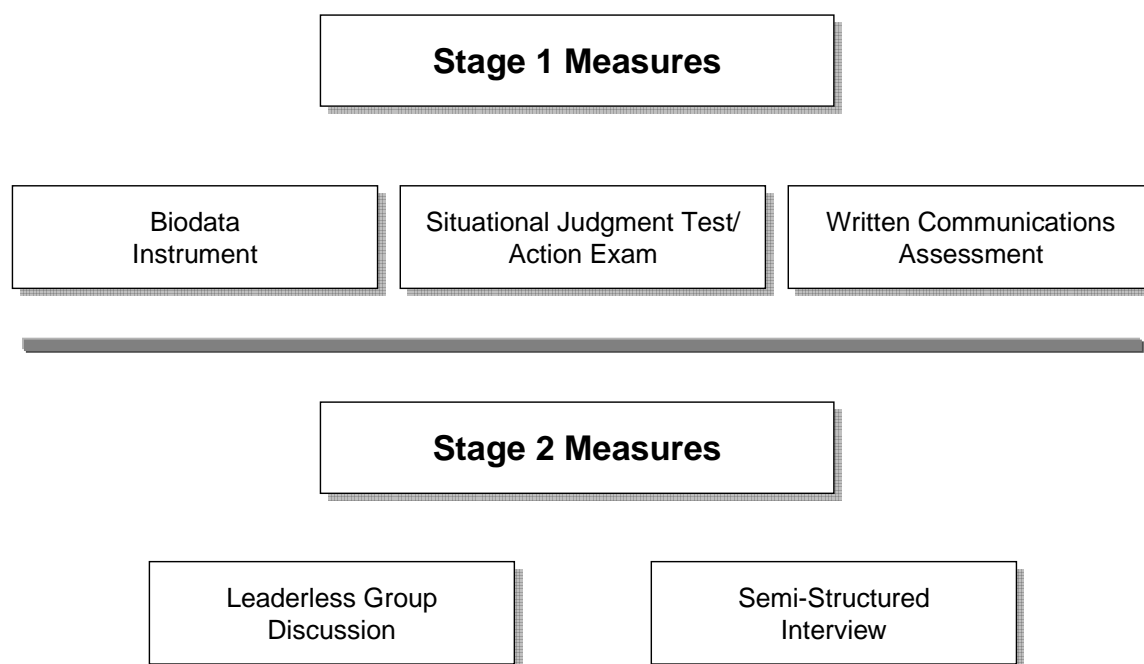 Stage 1 Measures
Biodata
Instrument
Situational Judgment Test/
Action Exam
Written Communications
Assessment
Stage 2 Measures
Leaderless Group
Discussion
Semi-Structured
Interview